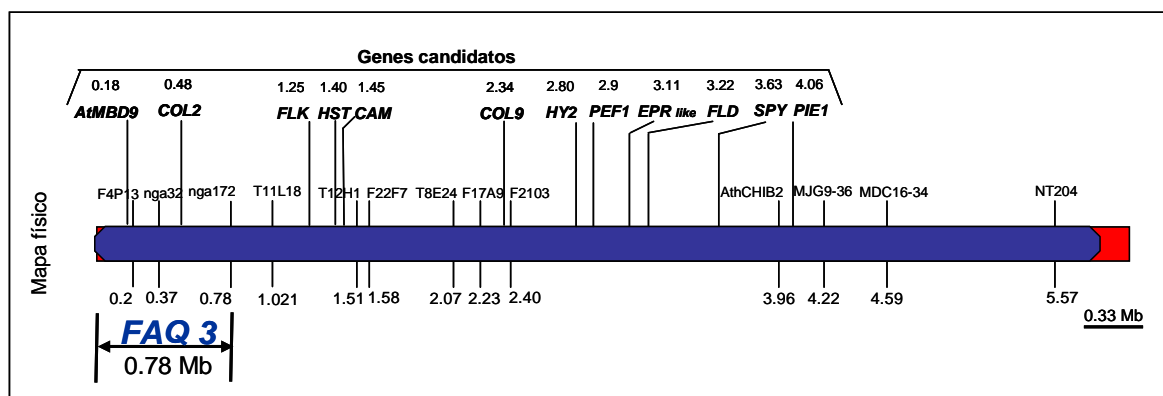 Genes candidatos
0.18 0.48 1.25 1.40 1.45 2.34 2.80 2.9 3.11 3.22 3.63 4.06
AtMBD9 COL2 FLK HST CAM COL9 HY2 PEF1 EPR like FLD SPY PIE1
F4P13 nga32 nga172 T11L18 T12H1 F22F7 T8E24 F17A9 F2103 AthCHIB2 MJG9-36 MDC16-34 NT204
Mapa físico
0.2 0.37 0.78 1.021 1.51 1.58 2.07 2.23 2.40 3.96 4.22 4.59 5.57
0.33 Mb
FAQ 3
0.78 Mb